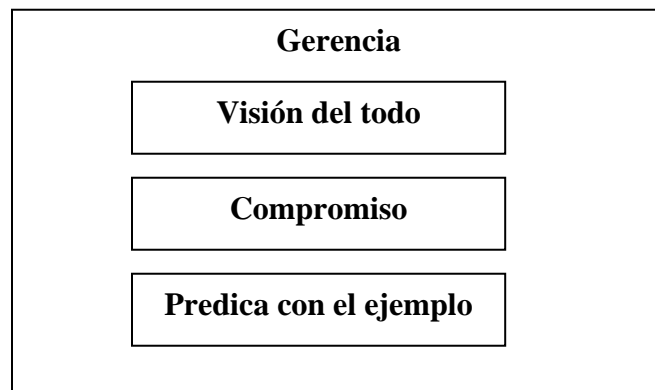 Gerencia
Visión del todo
Compromiso
Predica con el ejemplo